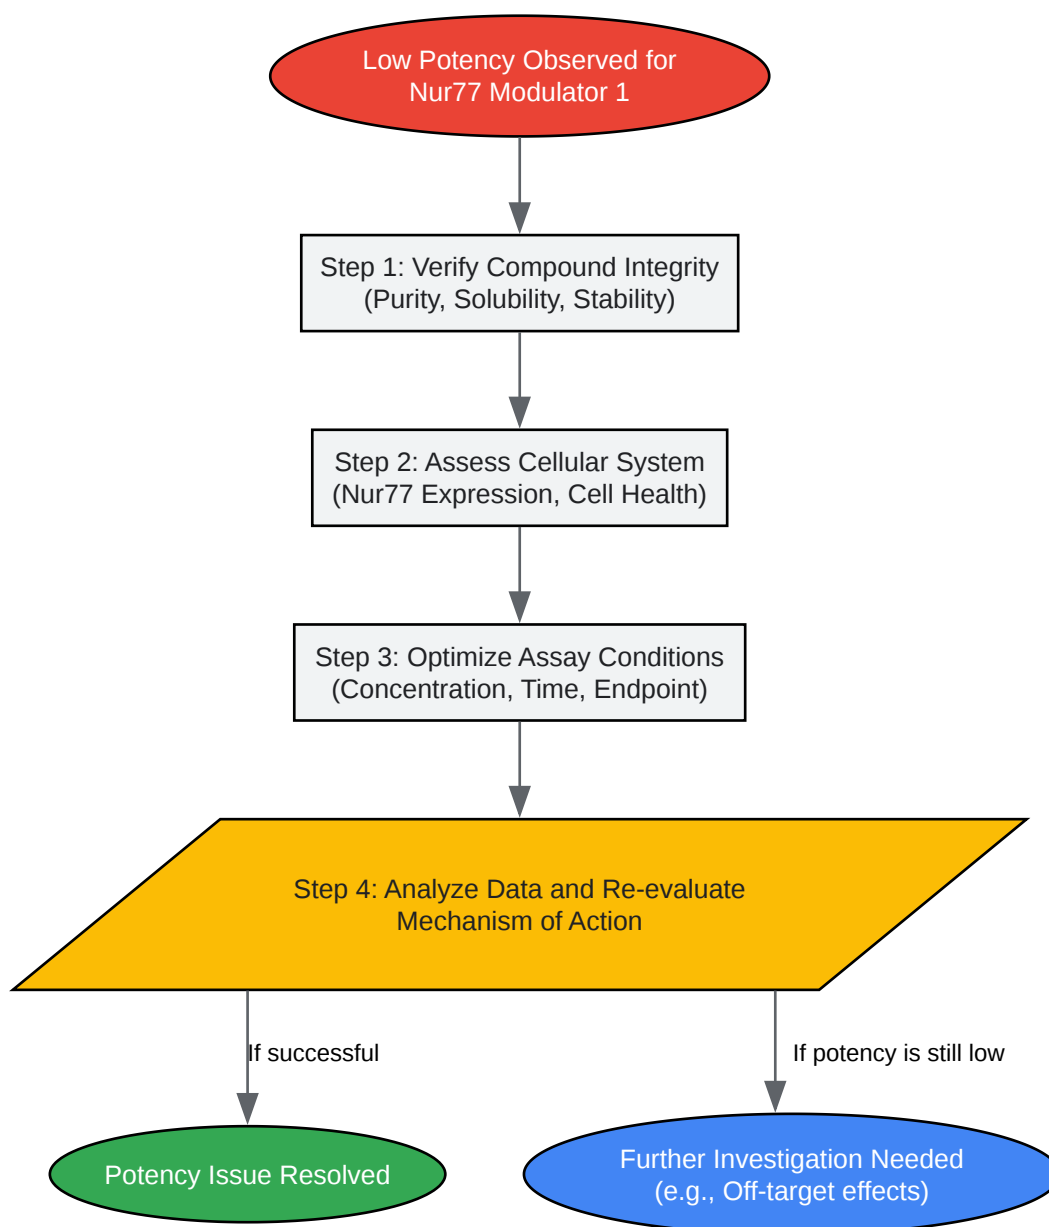 Low Potency Observed for
Nur77 Modulator 1
Step 1: Verify Compound Integrity
(Purity, Solubility, Stability)
Step 2: Assess Cellular System
(Nur77 Expression, Cell Health)
Step 3: Optimize Assay Conditions
(Concentration, Time, Endpoint)
Step 4: Analyze Data and Re-evaluate
Mechanism of Action
If successful
If potency is still low
Potency Issue Resolved
Further Investigation Needed
(e.g., Off-target effects)